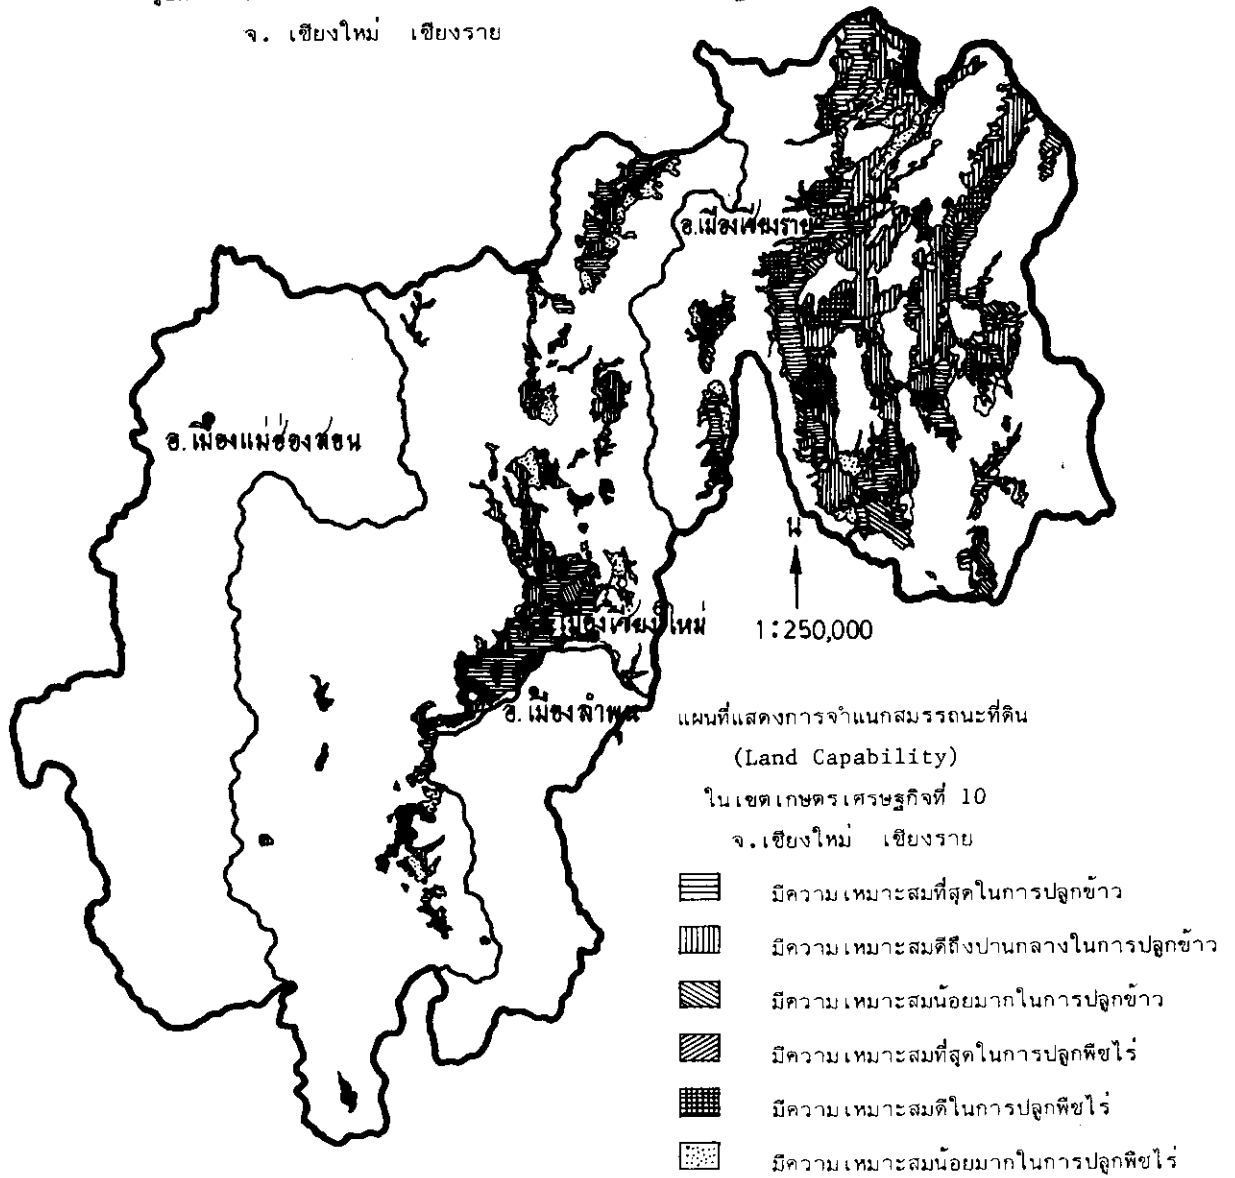 จ. เชียงใหม่ เชียงราย
อ.เมืองเชียงราย
อ.เมืองแม่ฮ่องสอน
น
เมืองเชียงใหม่
1:250,000
อ.เมืองลำพูน
แผนที่แสดงการจำแนกสมรรถนะที่ดิน
(Land Capability)
ในเขตเกษตรเศรษฐกิจที่ 10
จ.เชียงใหม่ เชียงราย
มีความเหมาะสมที่สุดในการปลูกข้าว
มีความเหมาะสมดีถึงปานกลางในการปลูกข้าว
มีความเหมาะสมน้อยมากในการปลูกข้าว
มีความเหมาะสมที่สุดในการปลูกพืชไร่
มีความเหมาะสมดีในการปลูกพืชไร่
มีความเหมาะสมน้อยมากในการปลูกพืชไร่